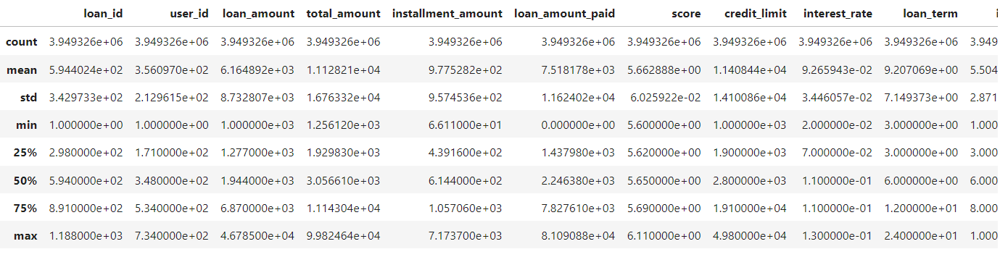 loan_id user_id loan_amount total_amount installment_amount loan_amount_paid score credit_limit interest_rate loan_term
count 3.949326e+06 3.949326e+06 3.949326e+06 3.949326e+06 3.949326e+06 3.949326e+06 3.949326e+06 3.949326e+06 3.949326e+06 3.949326e+06 3.949
mean 5.944024e+02 3.560970e+02 6.164892e+03 1.112821e+04 9.775282e+02 7.518178e+03 5.662888e+00 1.140844e+04 9.265943e-02 9.207069e+00 5.504
std 3.429733e+02 2.129615e+02 8.732807e+03 1.676332e+04 9.574536e+02 1.162402e+04 6.025922e-02 1.410086e+04 3.446057e-02 7.149373e+00 2.871
min 1.000000e+00 1.000000e+00 1.000000e+03 1.256120e+03 6.611000e+01 0.000000e+00 5.600000e+00 1.000000e+03 2.000000e-02 3.000000e+00 1.000
25% 2.980000e+02 1.710000e+02 1.277000e+03 1.929830e+03 4.391600e+02 1.437980e+03 5.620000e+00 1.900000e+03 7.000000e-02 3.000000e+00 3.000
50% 5.940000e+02 3.480000e+02 1.944000e+03 3.056610e+03 6.144000e+02 2.246380e+03 5.650000e+00 2.800000e+03 1.100000e-01 6.000000e+00 6.000
75% 8.910000e+02 5.340000e+02 6.870000e+03 1.114304e+04 1.057060e+03 7.827610e+03 5.690000e+00 1.910000e+04 1.100000e-01 1.200000e+01 8.000
max 1.188000e+03 7.340000e+02 4.678500e+04 9.982464e+04 7.173700e+03 8.109088e+04 6.110000e+00 4.980000e+04 1.300000e-01 2.400000e+01 1.000